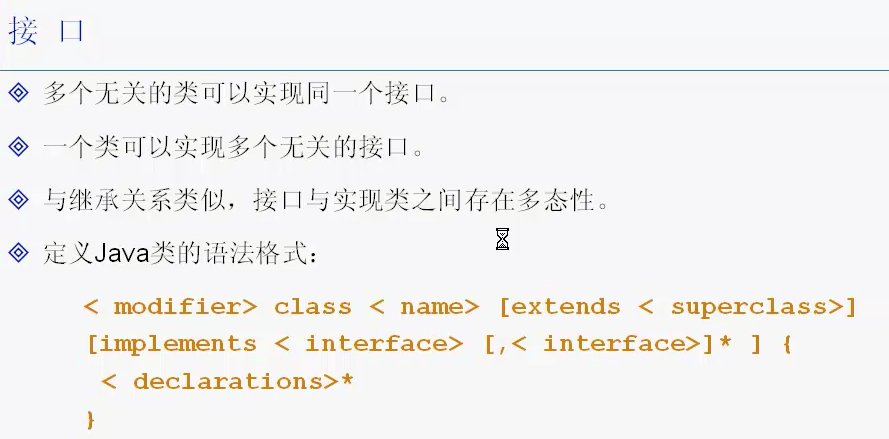 接 口
多个无关的类可以实现同一个接口。
一个类可以实现多个无关的接口。
与继承关系类似，接口与实现类之间存在多态性。
定义Java类的语法格式：
< modifier> class < name> [extends < superclass>]
[implements < interface> [,< interface>]* ] {
< declarations>*
}